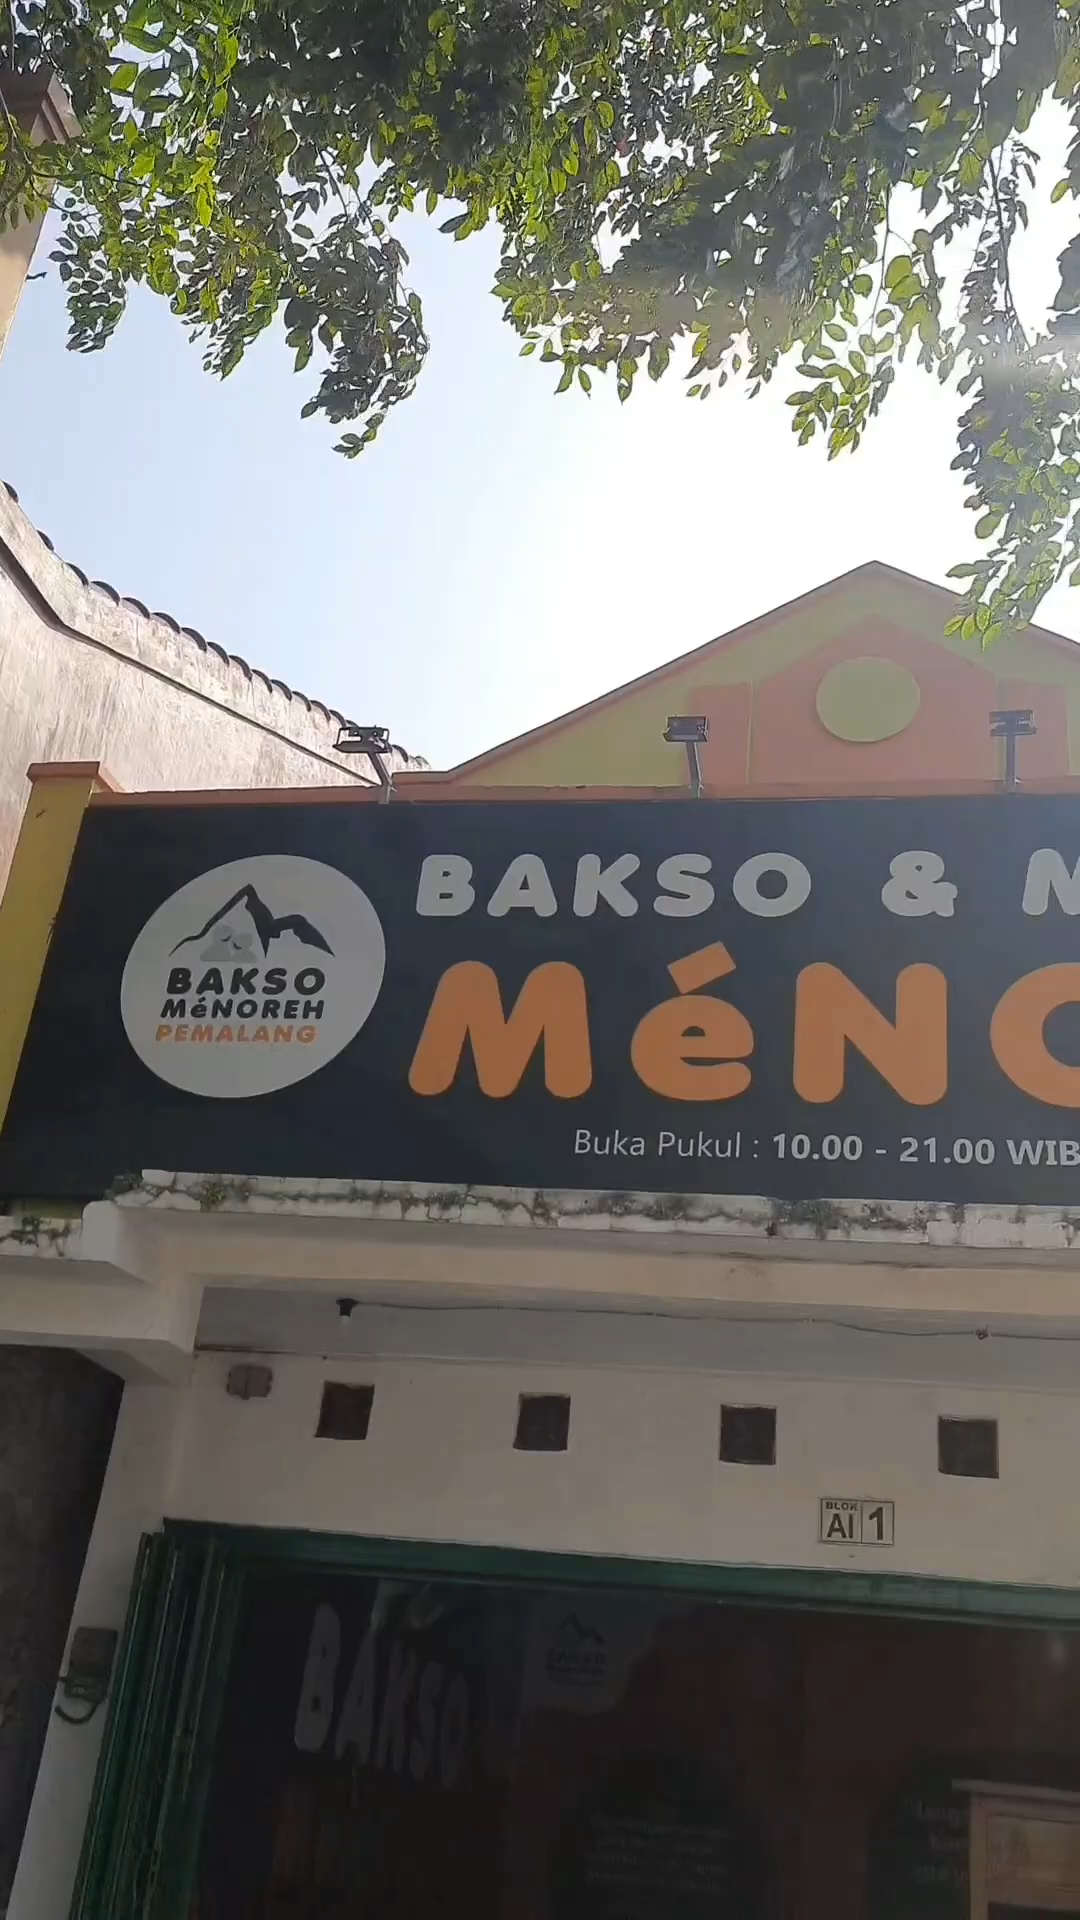 BAKSO & M
MéNO
BAKSO
MéNOREH
PEMALANG
Buka Pukul : 10.00 - 21.00 WIB
BLOK
AI 1
BAKSO